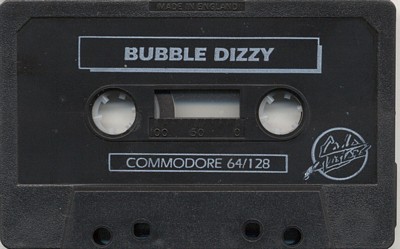 MADE IN ENGLAND
BUBBLE DIZZY
100 50 0
COMMODORE 64/128